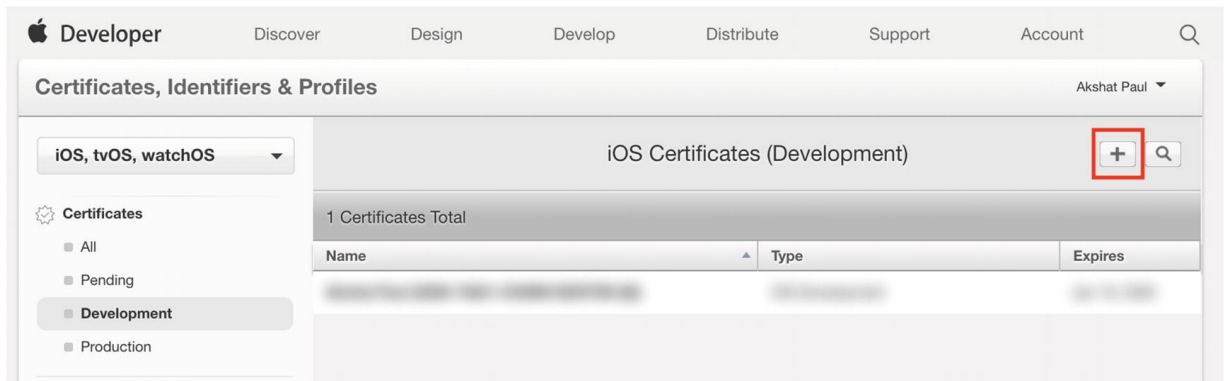 Developer Discover Design Develop Distribute Support Account
Certificates, Identifiers & Profiles Akshat Paul
iOS, tvOS, watchOS
iOS Certificates (Development)
Certificates
1 Certificates Total
All
Name Type Expires
Pending
Development
Production